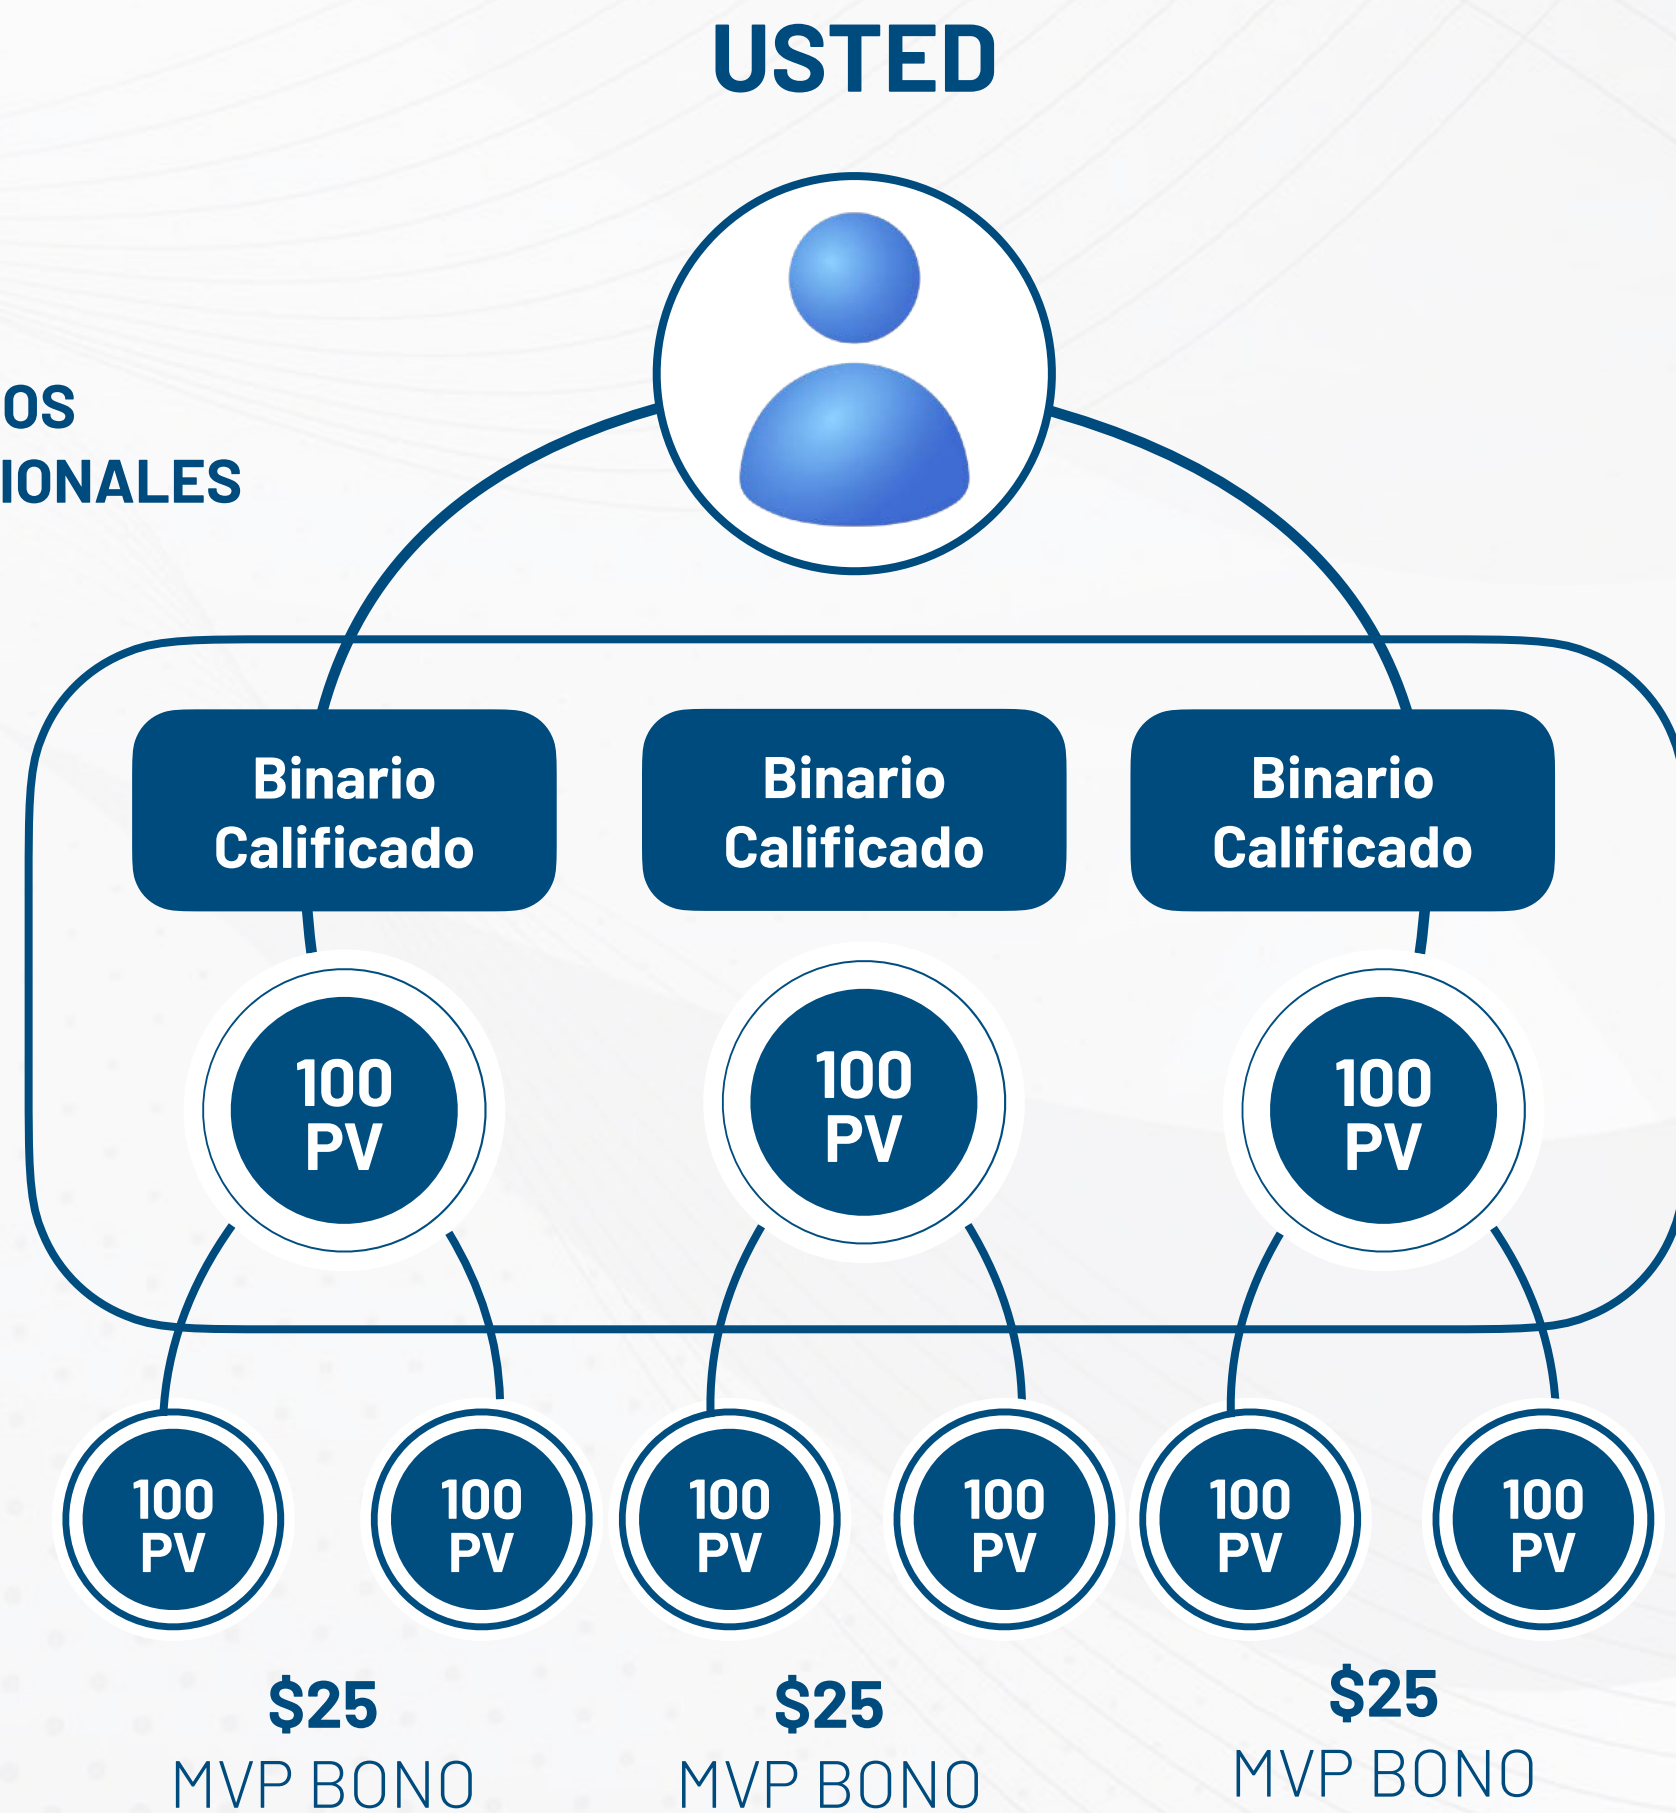 USTED
OS
IONALES
Binario
Calificado
Binario
Calificado
Binario
Calificado
100
PV
100
PV
100
PV
100
PV
100
PV
100
PV
100
PV
100
PV
100
PV
$25
MVP BONO
$25
MVP BONO
$25
MVP BONO